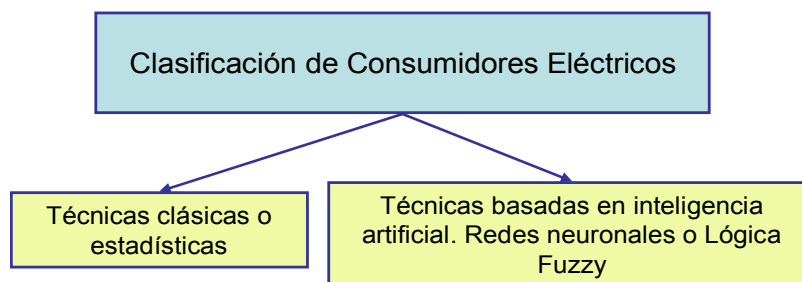 Clasificación de Consumidores Eléctricos
Técnicas clásicas o
estadísticas
Técnicas basadas en inteligencia
artificial. Redes neuronales o Lógica
Fuzzy